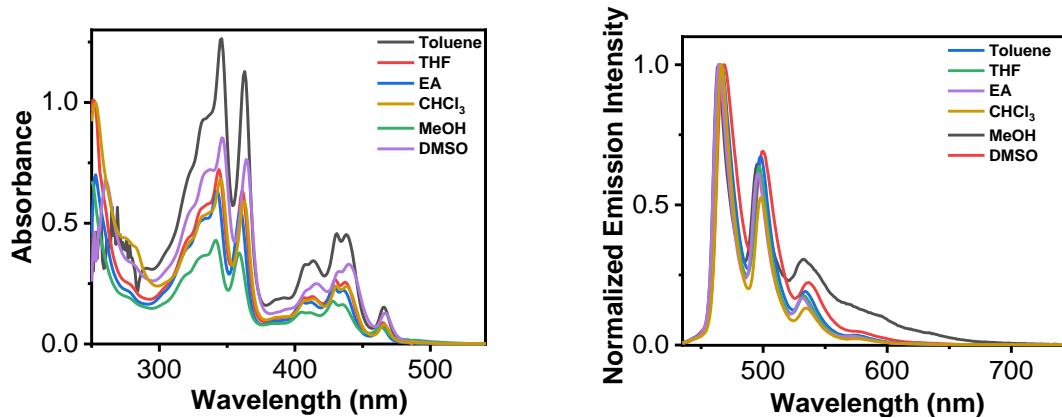 Absorbance
1.0
0.5
0.0
300
400
500
Wavelength (nm)
Toluene
THF
EA
CHCl₃
MeOH
DMSO
Normalized Emission Intensity
1.0
0.5
0.0
500
600
700
Wavelength (nm)
Toluene
THF
EA
CHCl₃
MeOH
DMSO